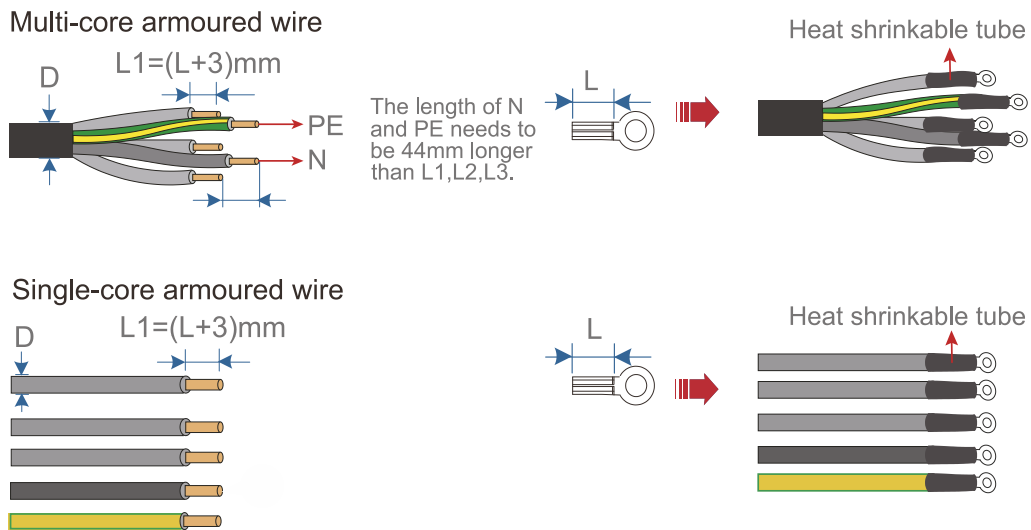 Multi-core armoured wire
L1=(L+3)mm
D
PE
N
The length of N
and PE needs to
be 44mm longer
than L1,L2,L3.
L
Heat shrinkable tube
Single-core armoured wire
L1=(L+3)mm
D
L
Heat shrinkable tube